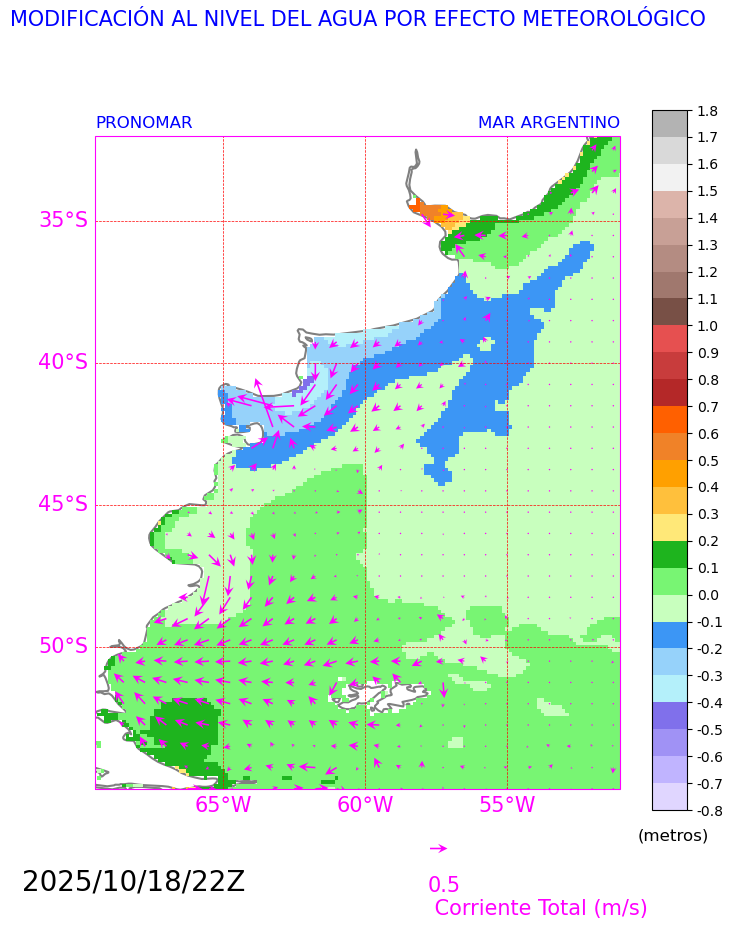 MODIFICACIÓN AL NIVEL DEL AGUA POR EFECTO METEOROLÓGICO
PRONOMAR
MAR ARGENTINO
35°S
40°S
45°S
50°S
65°W
60°W
55°W
1.8
1.7
1.6
1.5
1.4
1.3
1.2
1.1
1.0
0.9
0.8
0.7
0.6
0.5
0.4
0.3
0.2
0.1
0.0
-0.1
-0.2
-0.3
-0.4
-0.5
-0.6
-0.7
-0.8
(metros)
2025/10/18/22Z
0.5
Corriente Total (m/s)